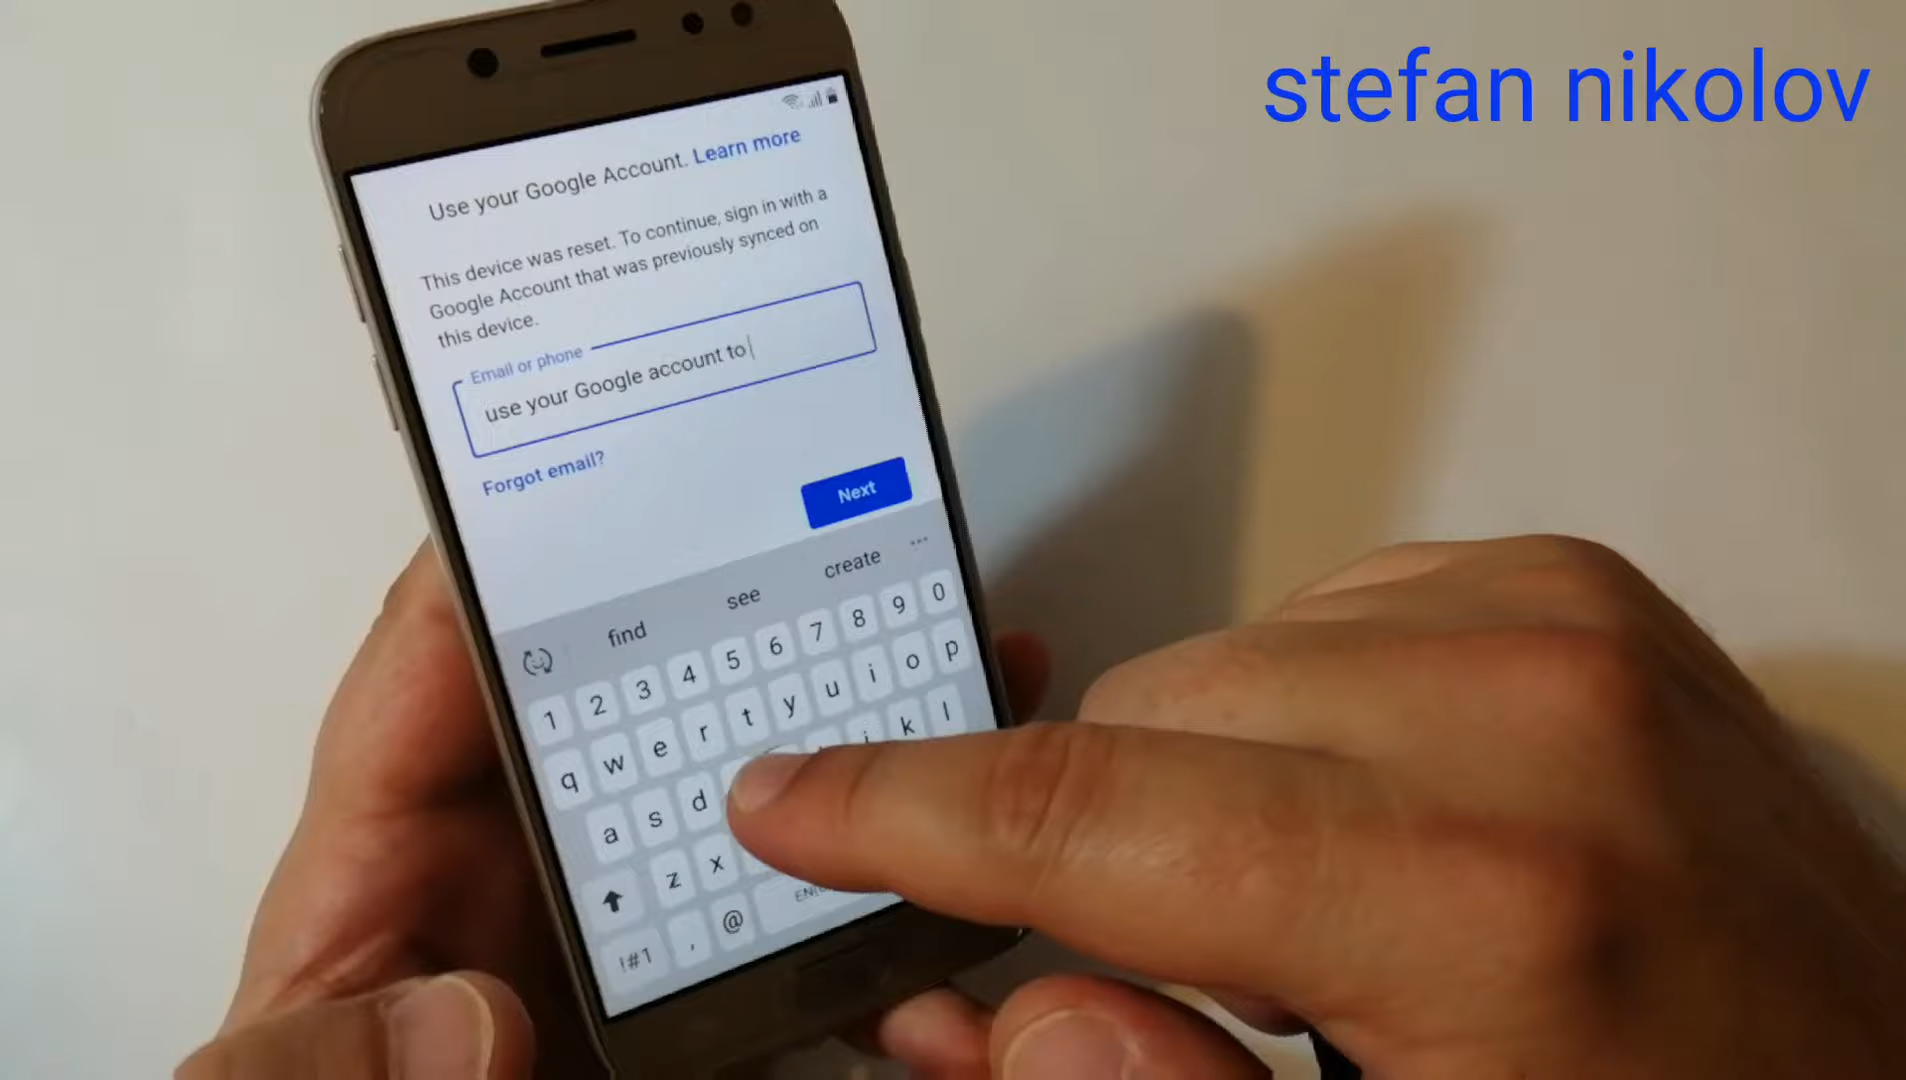 stefan nikolov
Use your Google Account. Learn more
This device was reset. To continue, sign in with a
Google Account that was previously synced on
this device.
Email or phone
use your Google account to
Forgot email?
Next
find see create ...
1 2 3 4 5 6 7 8 9 0
q w e r t y u i o p
a s d j k l
z x
!#1 , @